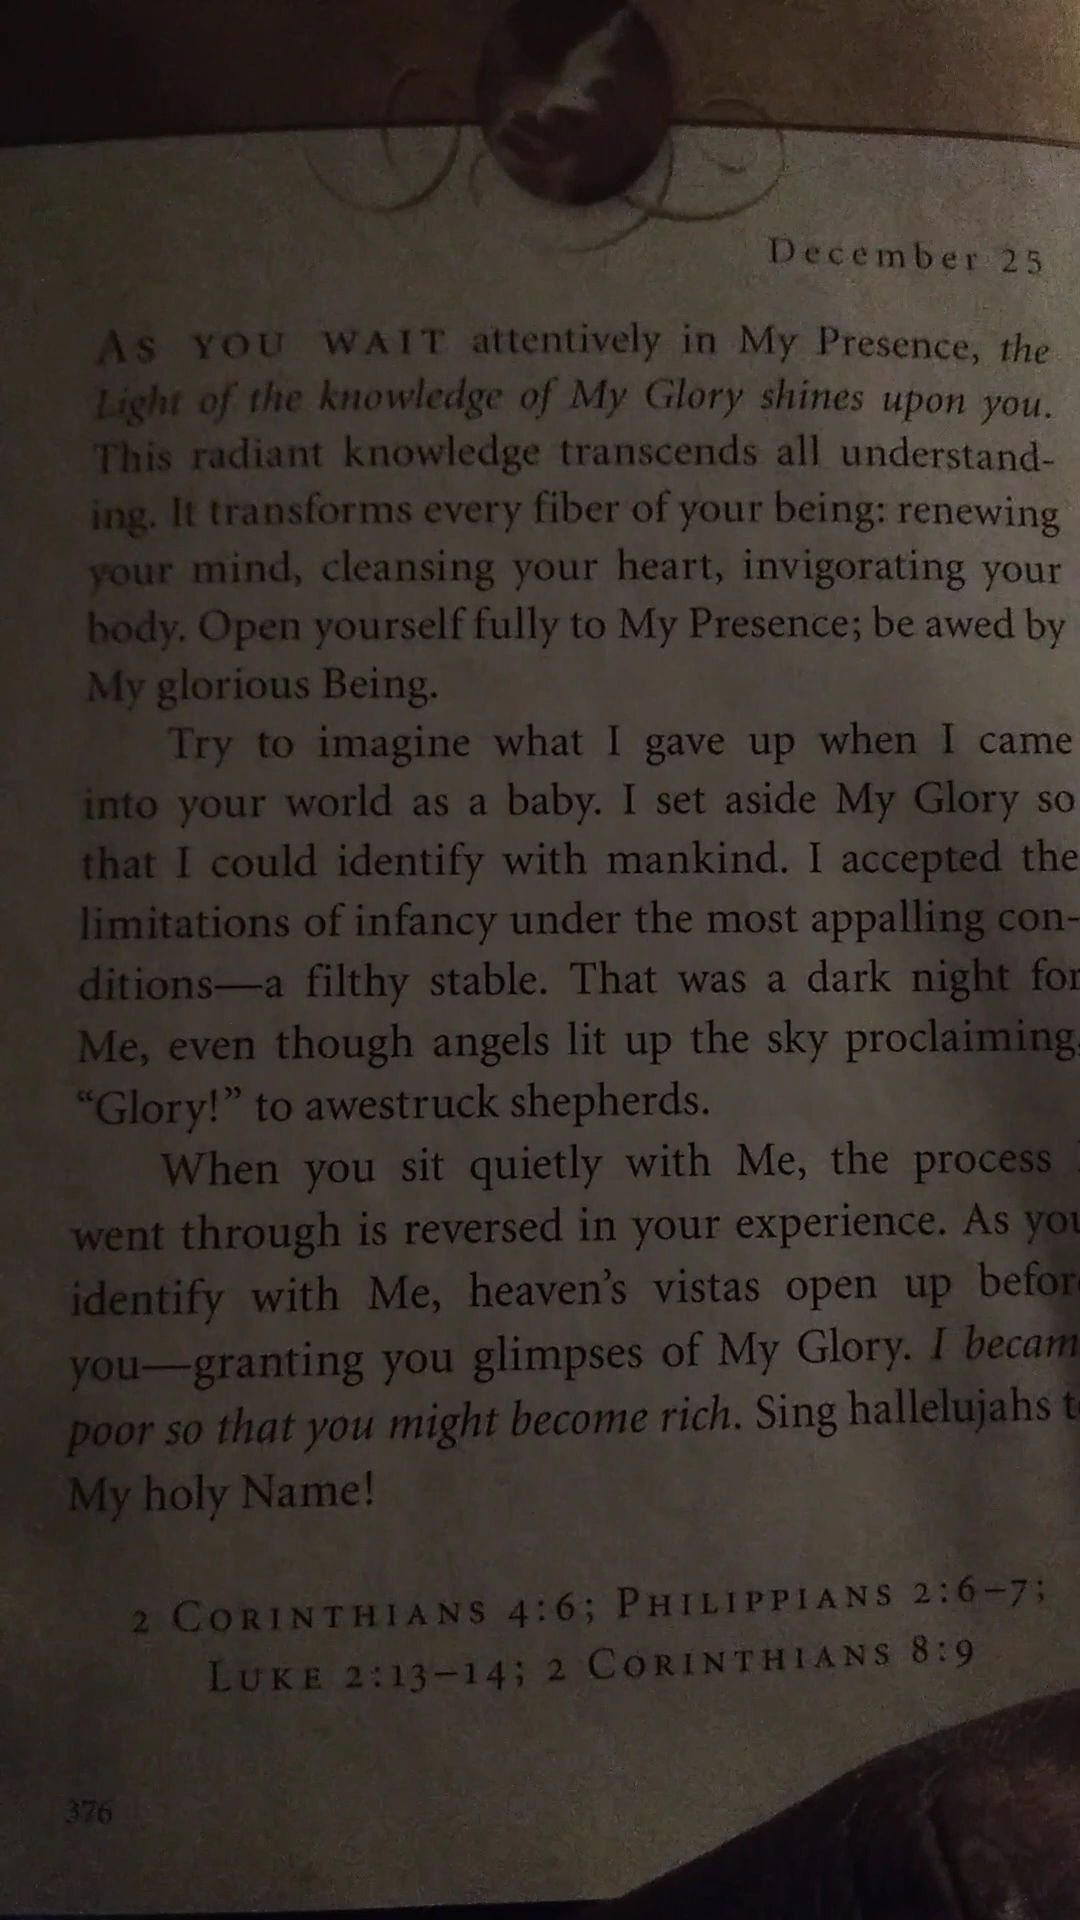 December 25
As you wait attentively in My Presence, the
Light of the knowledge of My Glory shines upon you.
This radiant knowledge transcends all understand-
ing. It transforms every fiber of your being: renewing
your mind, cleansing your heart, invigorating your
body. Open yourself fully to My Presence; be awed by
My glorious Being.
Try to imagine what I gave up when I came
into your world as a baby. I set aside My Glory so
that I could identify with mankind. I accepted the
limitations of infancy under the most appalling con-
ditions—a filthy stable. That was a dark night for
Me, even though angels lit up the sky proclaiming,
“Glory!” to awestruck shepherds.
When you sit quietly with Me, the process
went through is reversed in your experience. As you
identify with Me, heaven’s vistas open up before
you—granting you glimpses of My Glory. I becam
poor so that you might become rich. Sing hallelujahs t
My holy Name!
2 Corinthians 4:6; Philippians 2:6–7;
Luke 2:13–14; 2 Corinthians 8:9
376